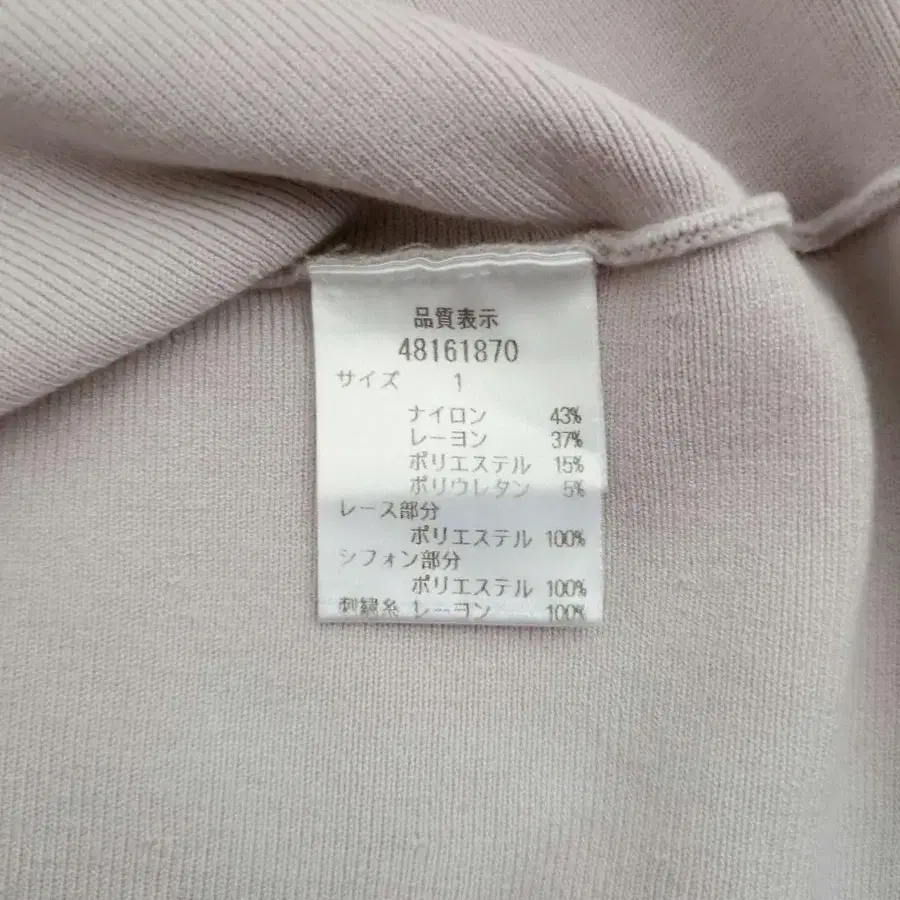 品質表示
48161870
サイズ 1
ナイロン 43%
レーヨン 37%
ポリエステル 15%
ポリウレタン 5%
レース部分
ポリエステル 100%
シフォン部分
ポリエステル 100%
刺繍糸 レーヨン 100%